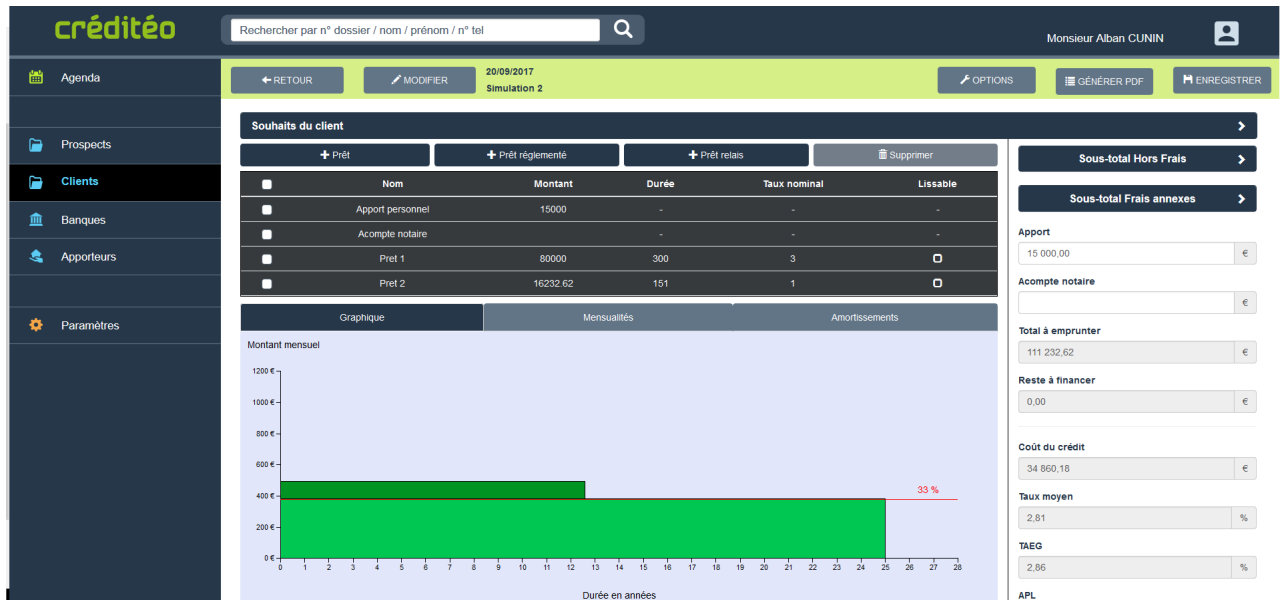 créditéo
Rechercher par n° dossier / nom / prénom / n° tel
Monsieur Alban CUNIN
Agenda
Prospects
Clients
Banques
Apporteurs
Paramètres
RETOUR
MODIFIER
20/09/2017
Simulation 2
OPTIONS
GÉNÉRER PDF
ENREGISTRER
Souhaits du client
Prêt
Prêt réglementé
Prêt relais
Supprimer
Nom Montant Durée Taux nominal Lissable
Apport personnel 15000 - - -
Acompte notaire - - -
Pret 1 80000 300 3
Pret 2 16232.62 151 1
Graphique
Mensualités
Amortissements
Montant mensuel
1200 €
1000 €
800 €
600 €
400 €
200 €
0 €
33 %
0 1 2 3 4 5 6 7 8 9 10 11 12 13 14 15 16 17 18 19 20 21 22 23 24 25 26 27 28
Durée en années
Sous-total Hors Frais
Sous-total Frais annexes
Apport
15 000,00 €
Acompte notaire
€
Total à emprunter
111 232,62 €
Reste à financer
0,00 €
Coût du crédit
34 860,18 €
Taux moyen
2,81 %
TAEG
2,86 %
APL